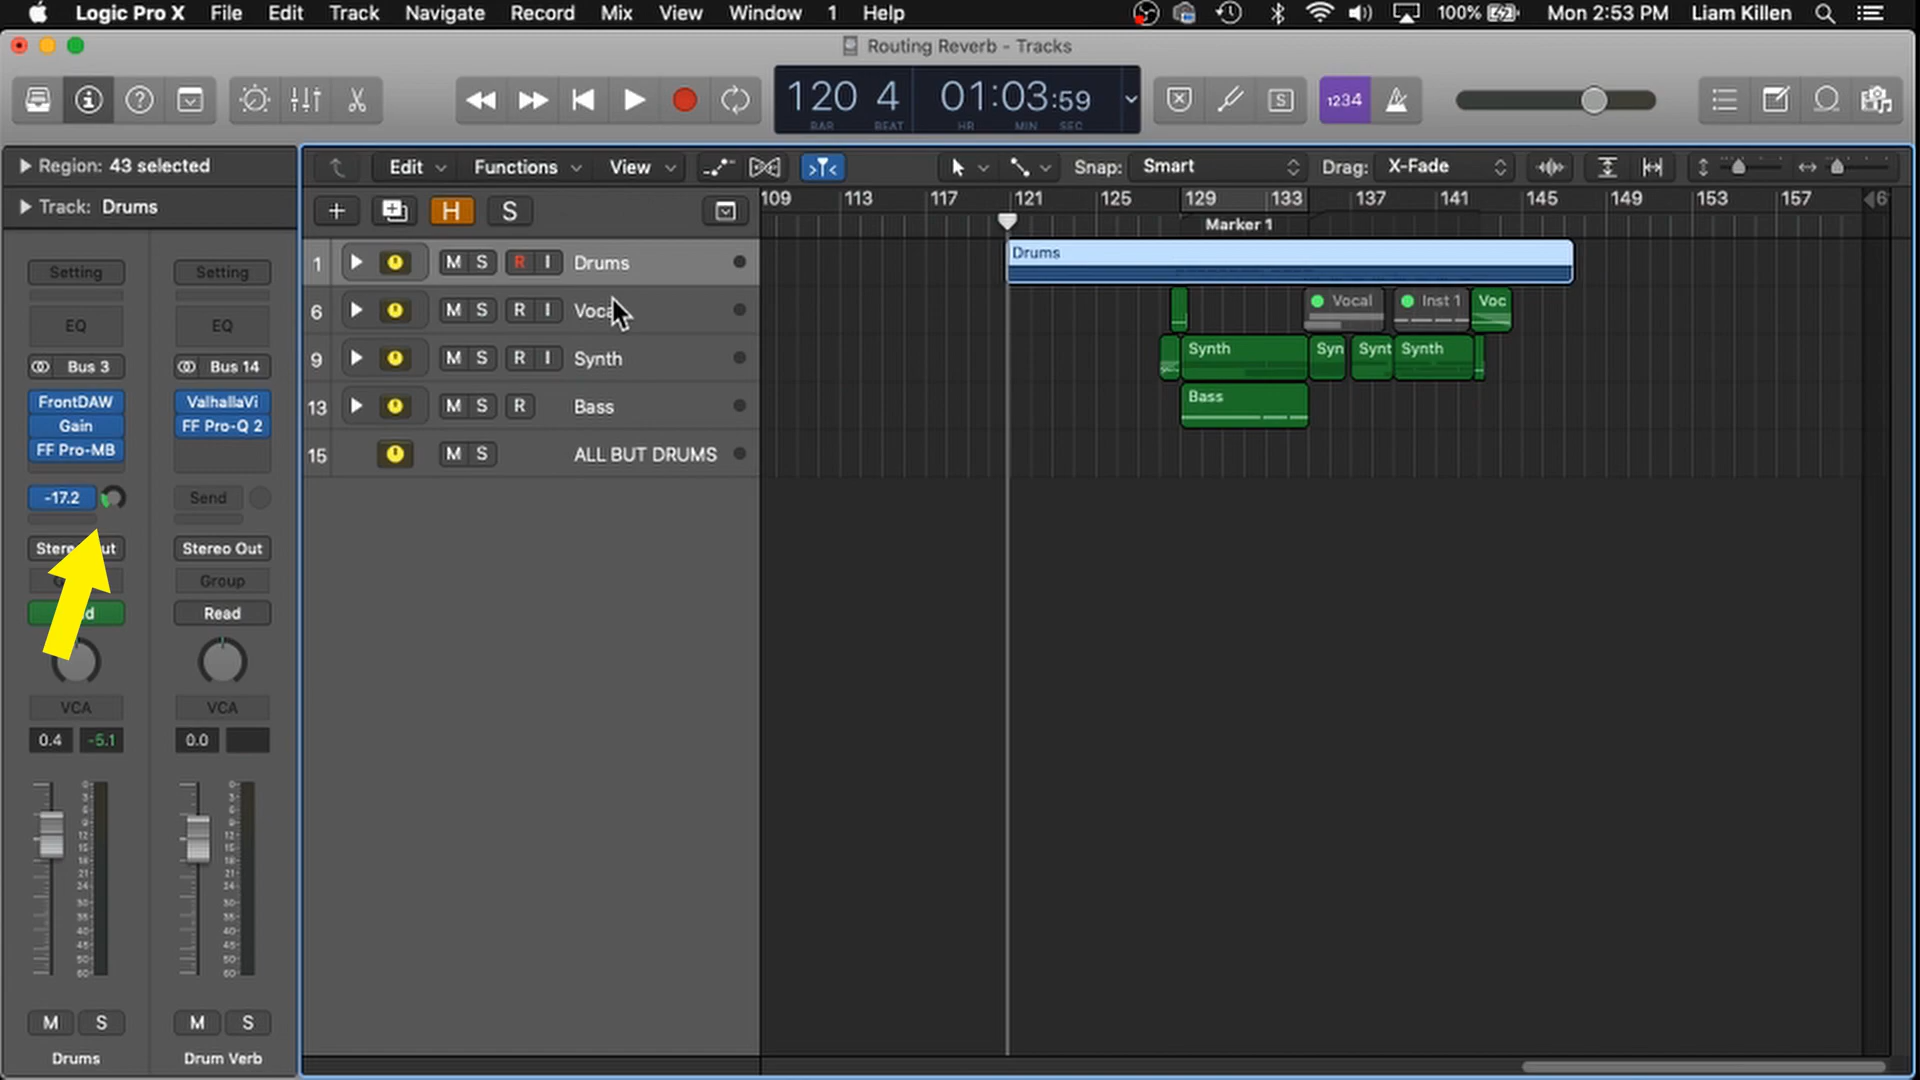 Logic Pro X File Edit Track Navigate Record Mix View Window 1 Help 100% Mon 2:53 PM Liam Killen
Routing Reverb - Tracks
120 4 01:03:59 1234
BAR BEAT HR MIN SEC
Region: 43 selected
Edit Functions View Snap: Smart Drag: X-Fade
Track: Drums
+ H S
109 113 117 121 125 129 133 137 141 145 149 153 157
Marker 1
1 M S R I Drums
Drums
6 M S R I Voca
Vocal Inst 1 Voc
9 M S R I Synth
Synth Syn Synt Synth
13 M S R Bass
Bass
15 M S ALL BUT DRUMS
Setting Setting
EQ EQ
Bus 3 Bus 14
FrontDAW ValhallaVi
Gain FF Pro-Q 2
FF Pro-MB
-17.2 Send
Stereo Out
Group
Read
VCA VCA
0.4 -5.1 0.0
M S M S
Drums Drum Verb